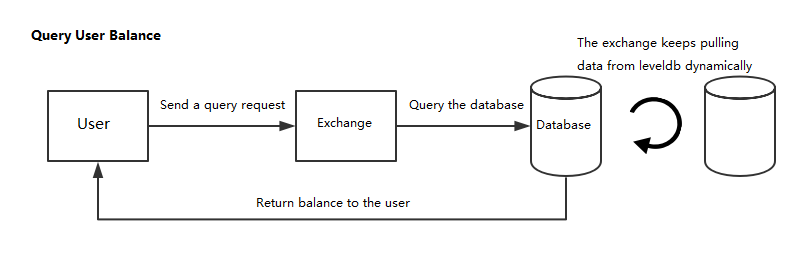 Query User Balance
The exchange keeps pulling
data from leveldb dynamically
Send a query request
Query the database
User
Exchange
Database
Return balance to the user